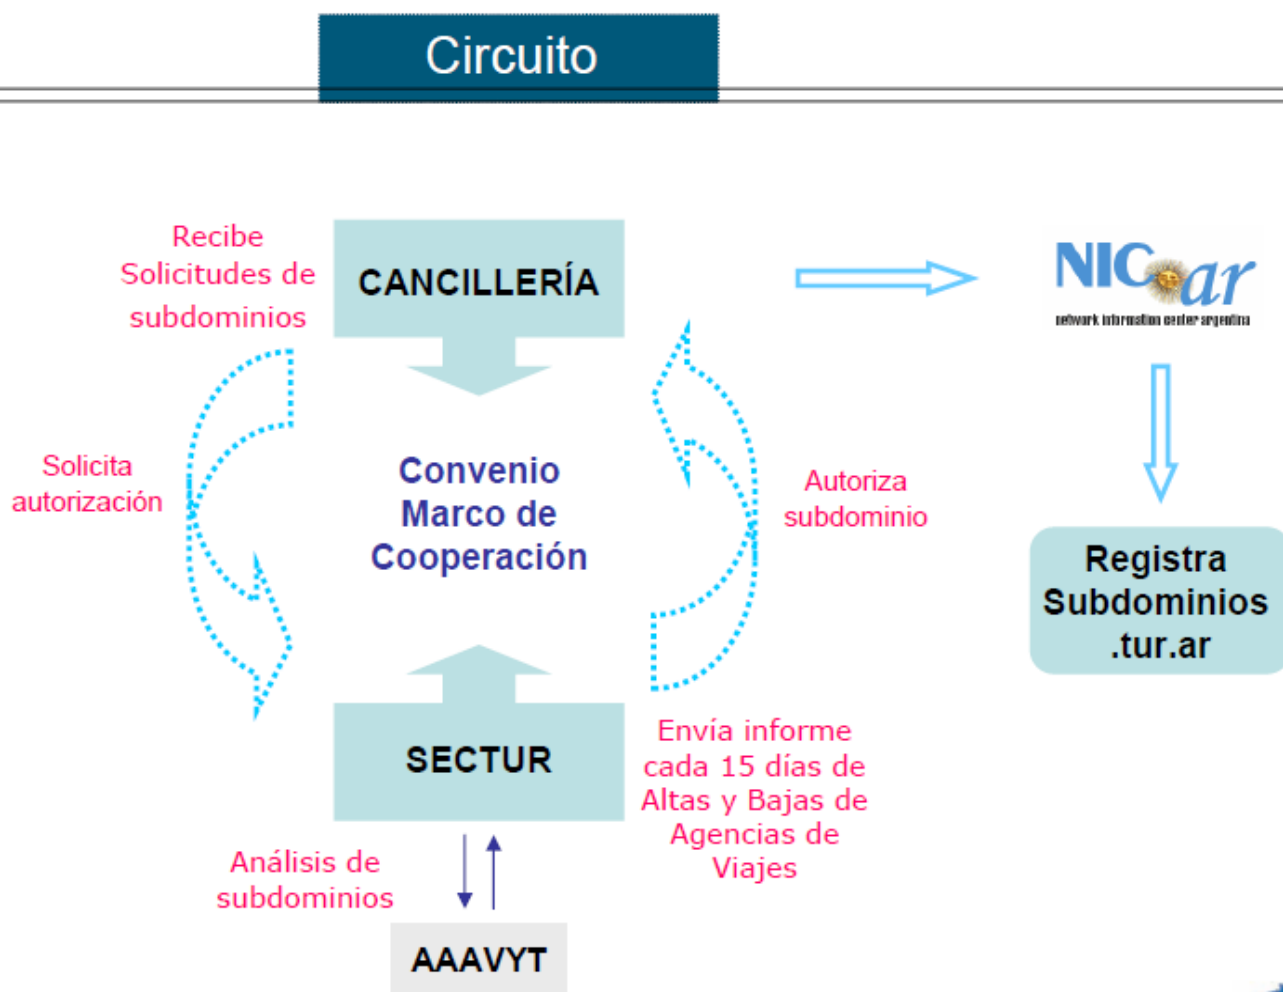 Circuito
Recibe
Solicitudes de
subdominios
CANCILLERÍA
NIC ar
network information center argentina
Solicita
autorización
Convenio
Marco de
Cooperación
Autoriza
subdominio
Registra
Subdominios
.tur.ar
SECTUR
Envía informe
cada 15 días de
Altas y Bajas de
Agencias de
Viajes
Análisis de
subdominios
AAAVYT